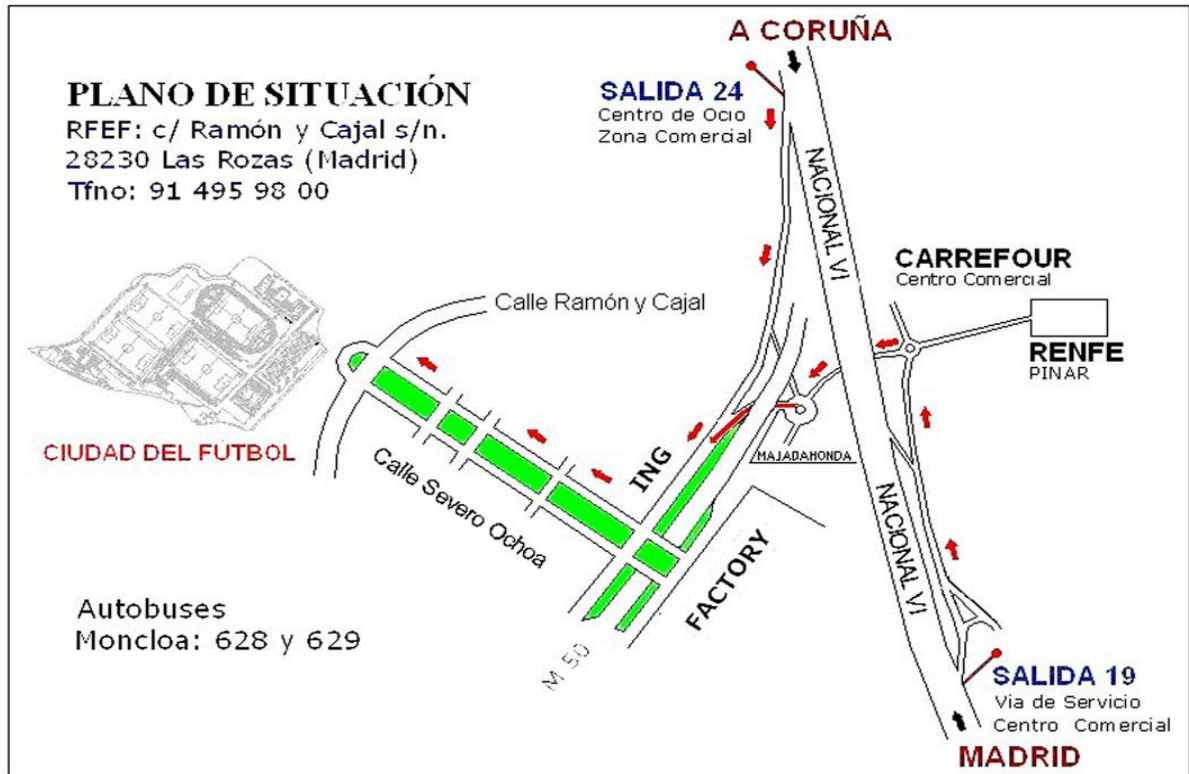 PLANO DE SITUACIÓN
RFEF: c/ Ramón y Cajal s/n.
28230 Las Rozas (Madrid)
Tfno: 91 495 98 00
A CORUÑA
SALIDA 24
Centro de Ocio
Zona Comercial
NACIONAL VI
CARREFOUR
Centro Comercial
RENFE
PINAR
Calle Ramón y Cajal
CIUDAD DEL FÚTBOL
Calle Severo Ochoa
ING
MAJADAHONDA
FACTORY
NACIONAL VI
Autobuses
Moncloa: 628 y 629
M 50
SALIDA 19
Via de Servicio
Centro Comercial
MADRID